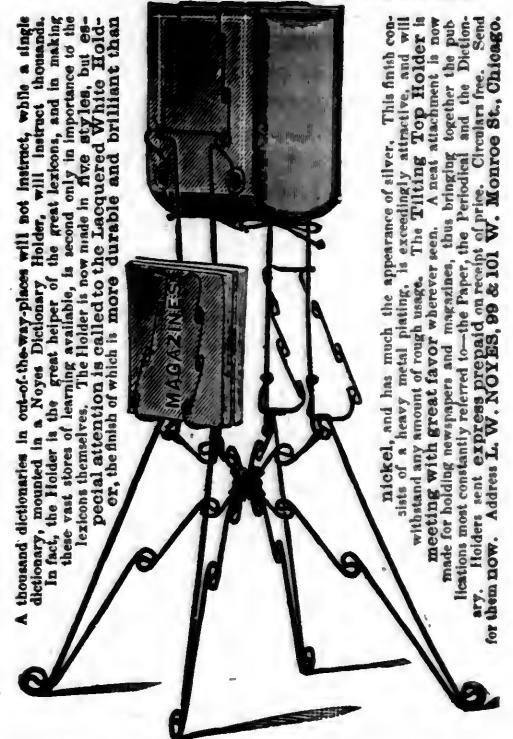 A thousand dictionaries in out-of-the-way-places will not instruct, while a single
dictionary, mounted in a Noyes Dictionary Holder, will instruct thousands.
In fact, the Holder is the great helper of the great lexicons, and in making
these vast stores of learning available, is second only in importance to the
lexicons themselves. The Holder is now made in five styles, but es-
pecial attention is called to the Lacquered White Hold-
er, the finish of which is more durable and brilliant than
MAGAZINES
nickel, and has much the appearance of silver. This finish con-
sists of a heavy metal plating, is exceedingly attractive, and will
withstand any amount of rough usage. The Tilting Top Holder is
meeting with great favor wherever seen. A neat attachment is now
made for holding newspapers and magazines, thus bringing together the pub
lications most constantly referred to—the Paper, the Periodical and the Diction-
ary. Holders sent express prepaid on receipt of price. Circulars free. Send
for them now. Address L. W. NOYES, 99 & 101 W. Monroe St., Chicago.